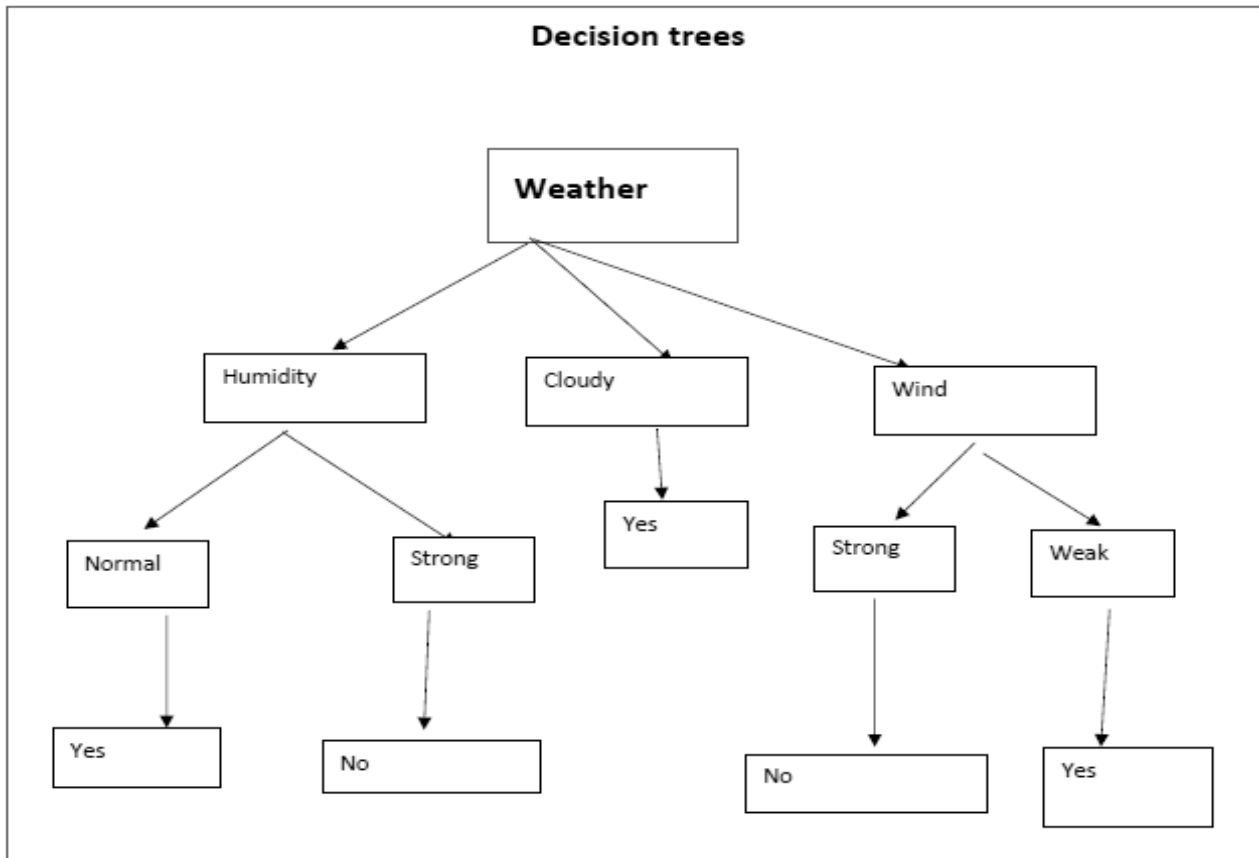 Decision trees
Weather
Humidity
Cloudy
Wind
Normal
Strong
Yes
Strong
Weak
Yes
No
No
Yes